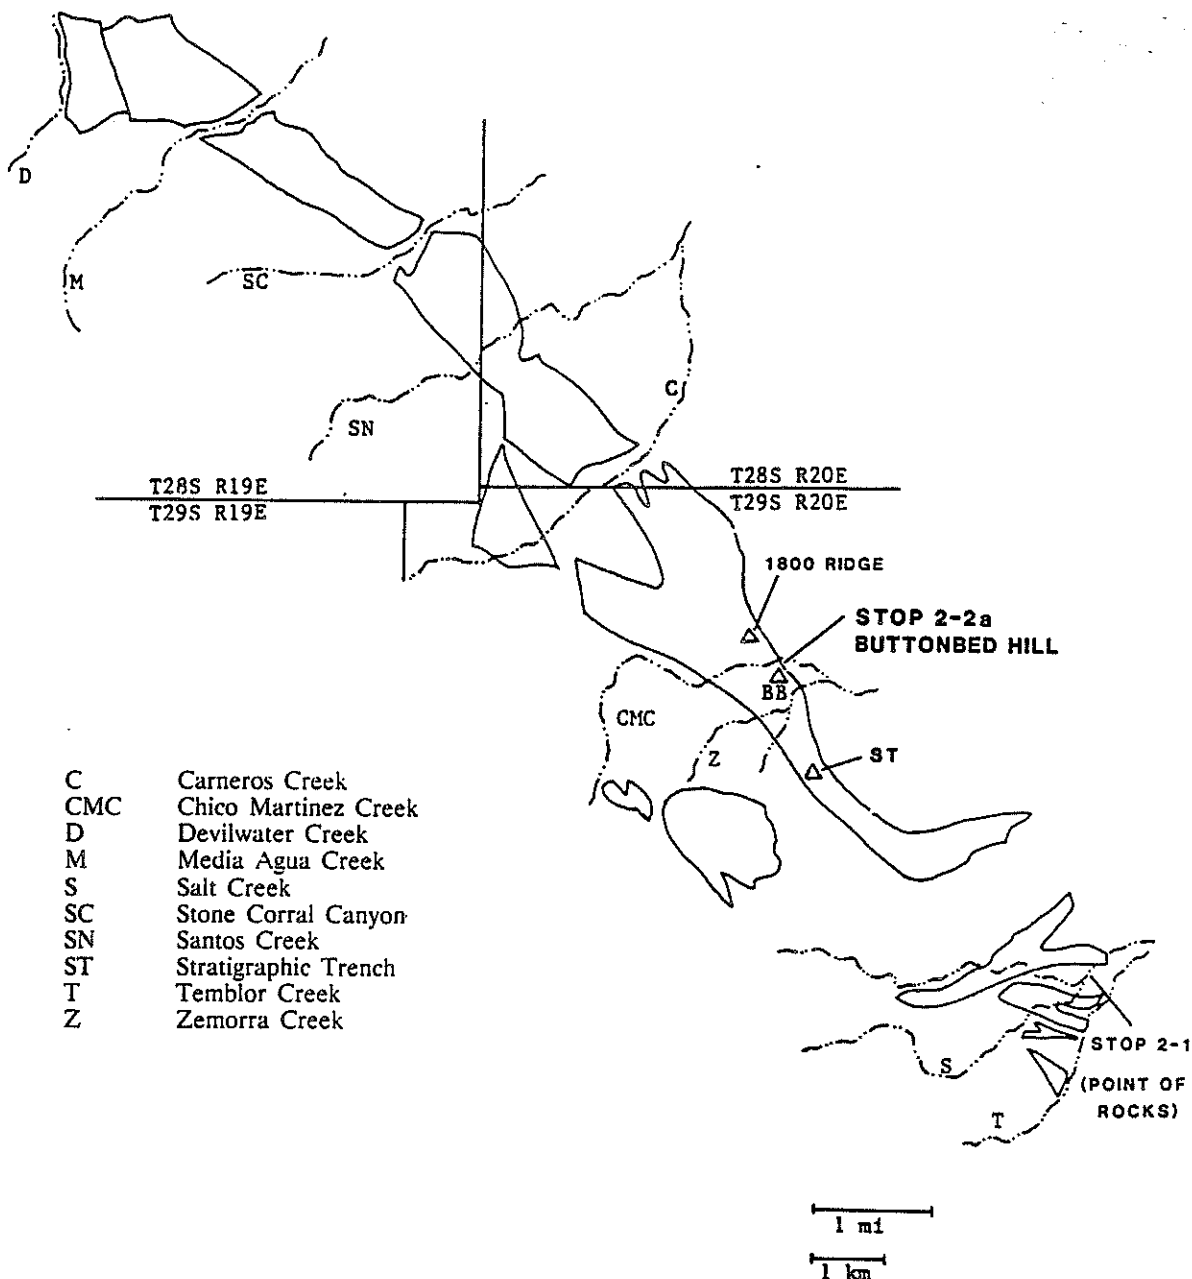 D
M
SC
C
SN
T28S R19E
T28S R20E
T29S R19E
T29S R20E
1800 RIDGE
STOP 2-2a
BUTTONBED HILL
BB
CMC
Z
ST
C Carneros Creek
CMC Chico Martinez Creek
D Devilwater Creek
M Media Agua Creek
S Salt Creek
SC Stone Corral Canyon
SN Santos Creek
ST Stratigraphic Trench
T Temblor Creek
Z Zemorra Creek
STOP 2-1
S
(POINT OF
ROCKS)
T
1 mi
1 km